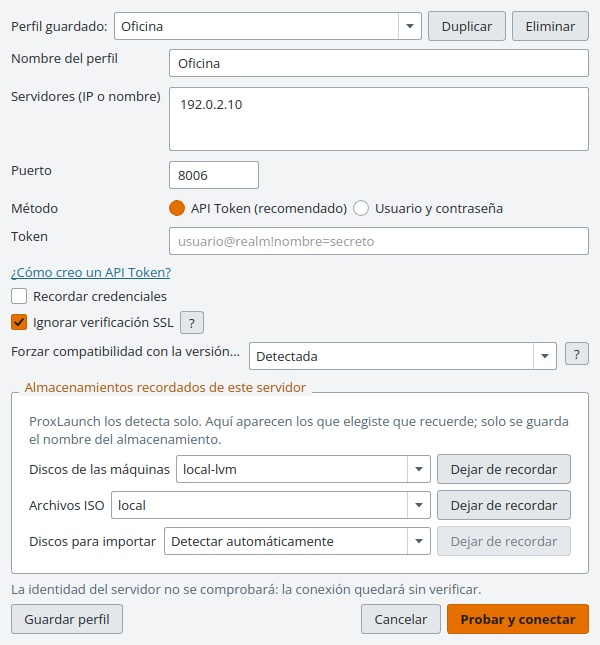 Perfil guardado: Oficina Duplicar Eliminar
Nombre del perfil Oficina
Servidores (IP o nombre) 192.0.2.10
Puerto 8006
Método API Token (recomendado) Usuario y contraseña
Token usuario@realm!nombre=secreto
¿Cómo creo un API Token?
Recordar credenciales
Ignorar verificación SSL ?
Forzar compatibilidad con la versión... Detectada ?
Almacenamientos recordados de este servidor
ProxLaunch los detecta solo. Aquí aparecen los que elegiste que recuerde; solo se guarda
el nombre del almacenamiento.
Discos de las máquinas local-lvm Dejar de recordar
Archivos ISO local Dejar de recordar
Discos para importar Detectar automáticamente Dejar de recordar
La identidad del servidor no se comprobará: la conexión quedará sin verificar.
Guardar perfil Cancelar Probar y conectar